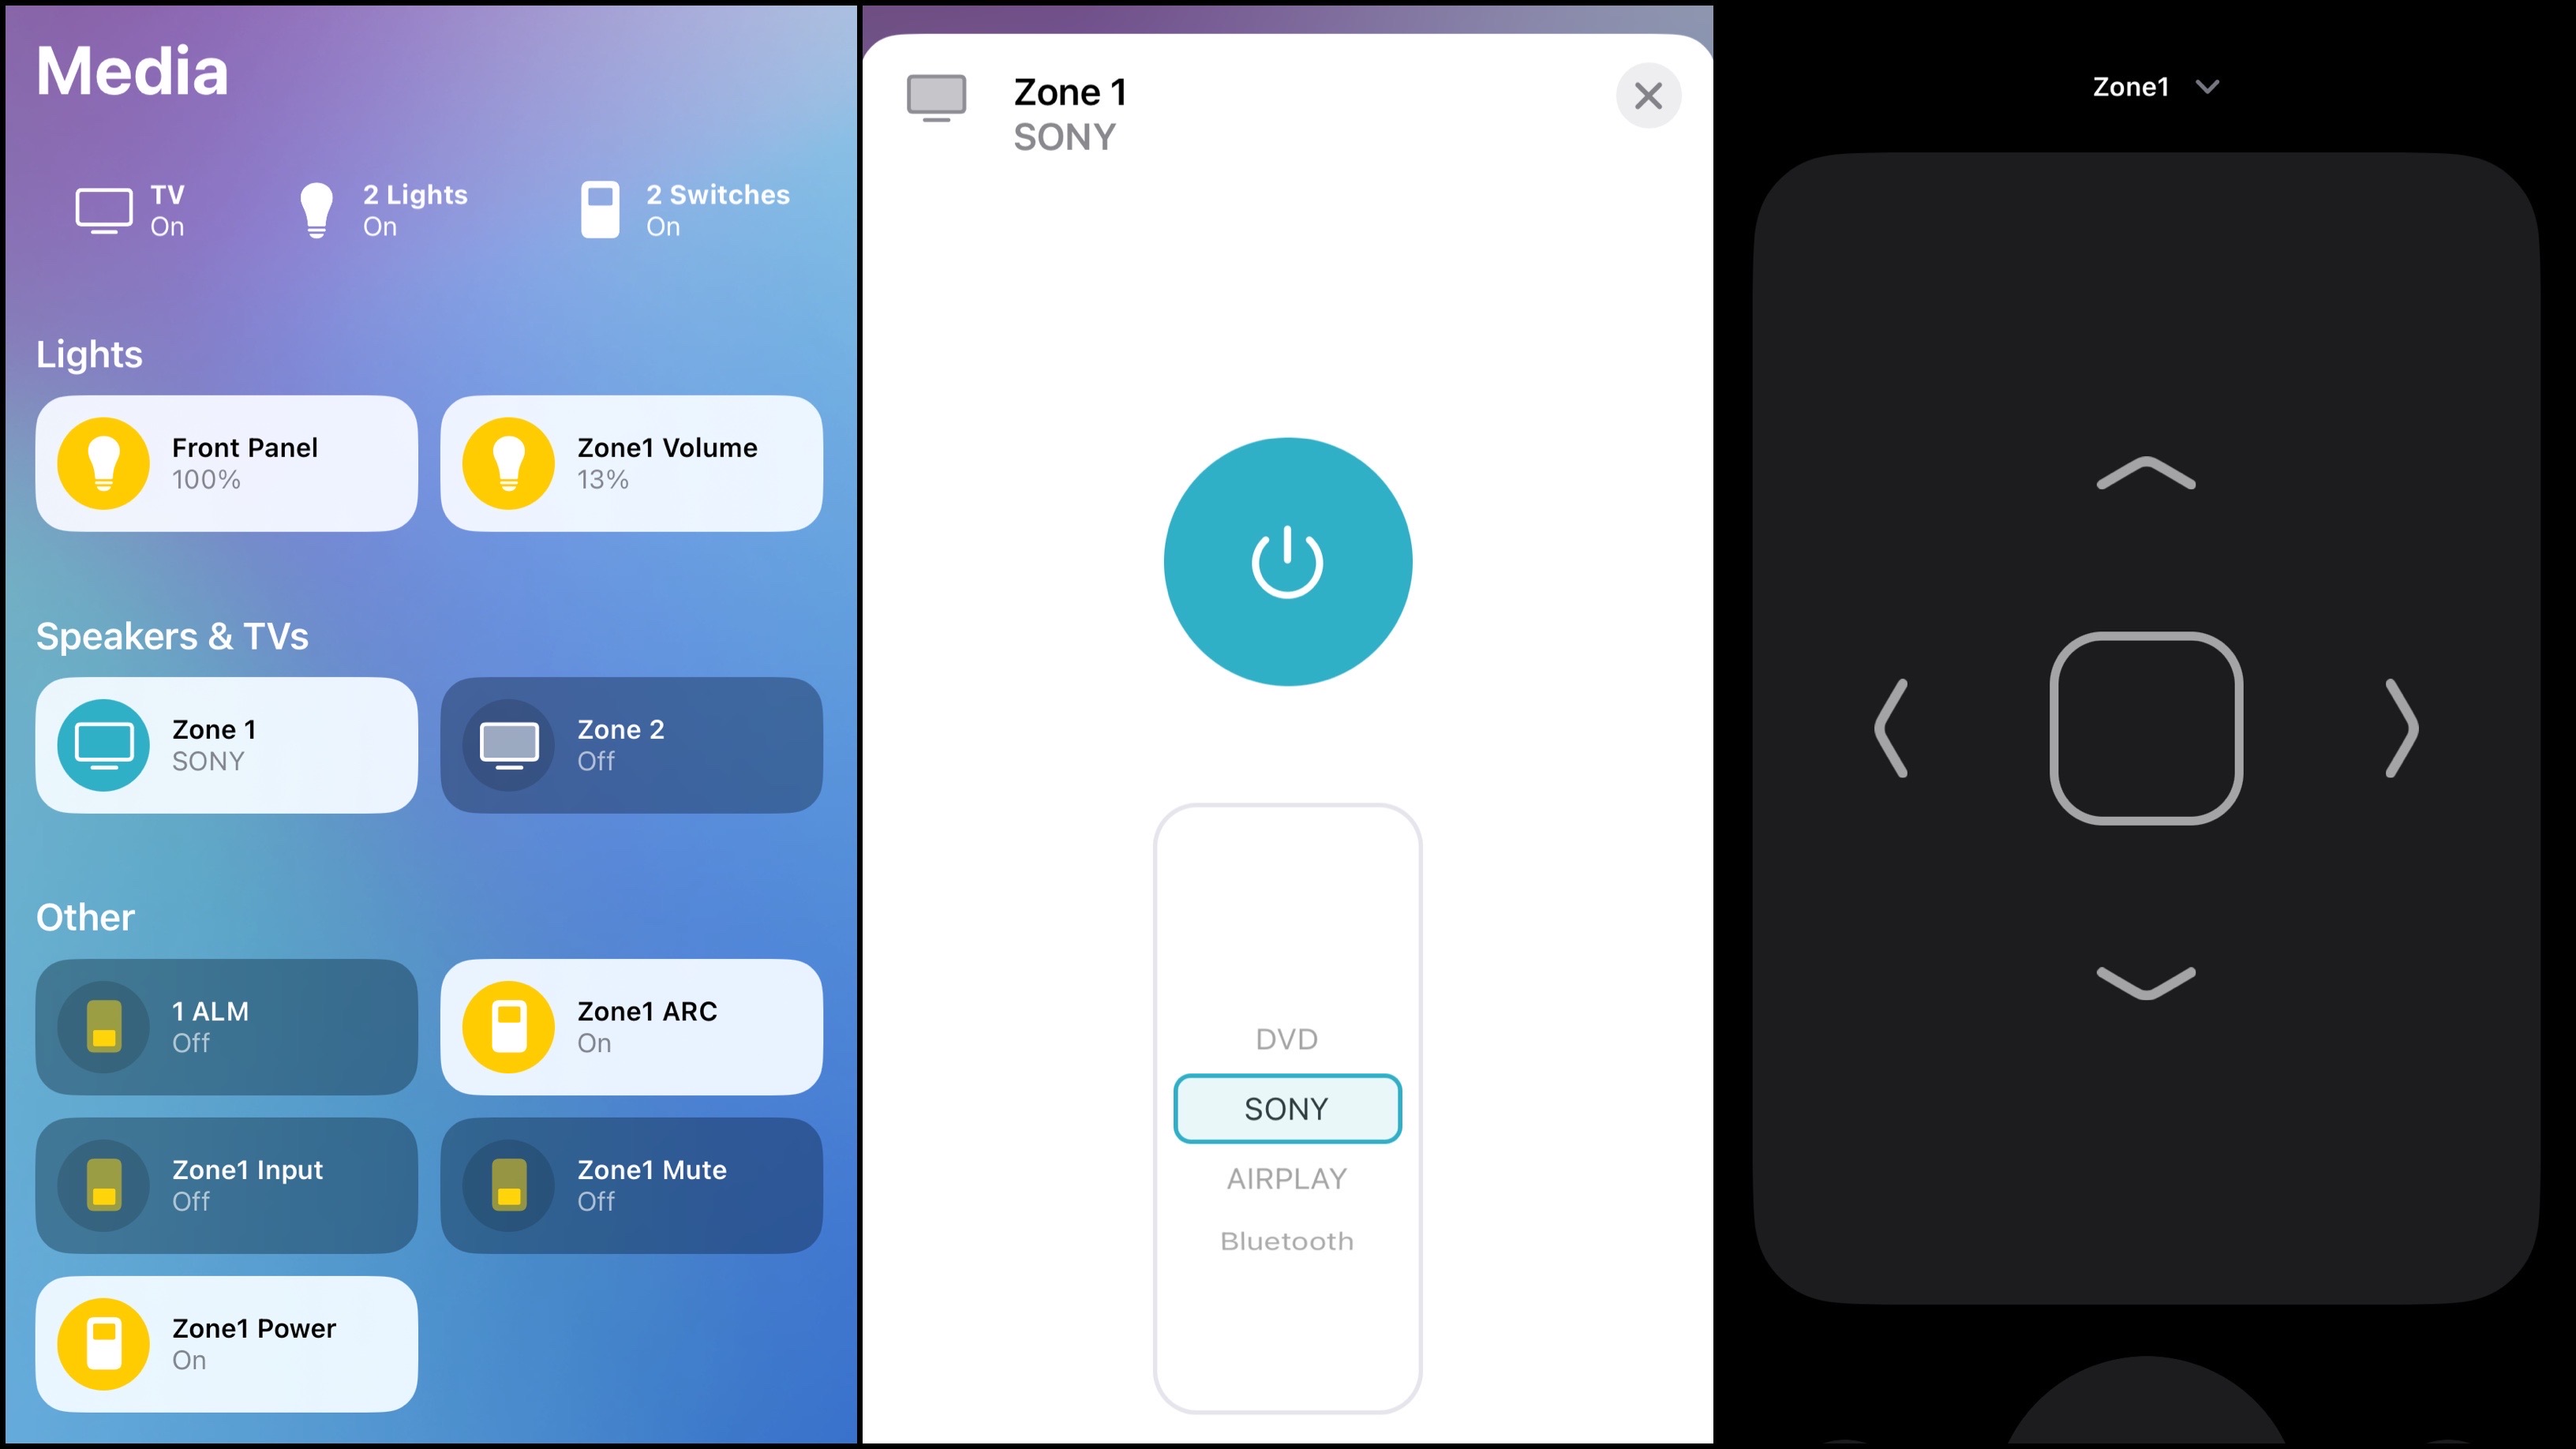 Media
TV
On
2 Lights
On
2 Switches
On
Lights
Front Panel
100%
Zone1 Volume
13%
Speakers & TVs
Zone 1
SONY
Zone 2
Off
Other
1 ALM
Off
Zone1 ARC
On
Zone1 Input
Off
Zone1 Mute
Off
Zone1 Power
On
Zone 1
SONY
DVD
SONY
AIRPLAY
Bluetooth
Zone1